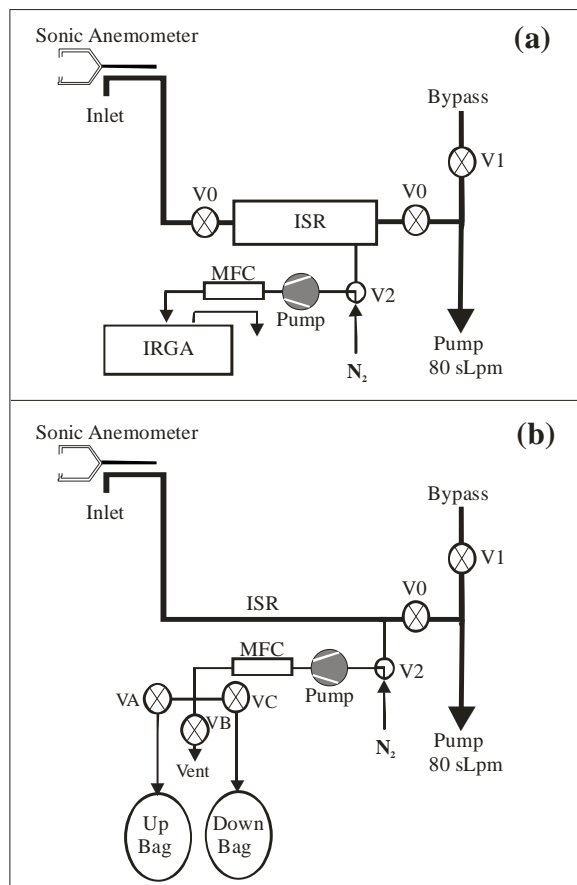 (a)
Sonic Anemometer
Inlet
Bypass
V1
V0
ISR
V0
MFC
Pump
V2
IRGA
N₂
Pump
80 sLpm
(b)
Sonic Anemometer
Inlet
Bypass
V1
ISR
V0
MFC
Pump
V2
VA
VB
VC
Vent
N₂
Pump
80 sLpm
Up
Bag
Down
Bag